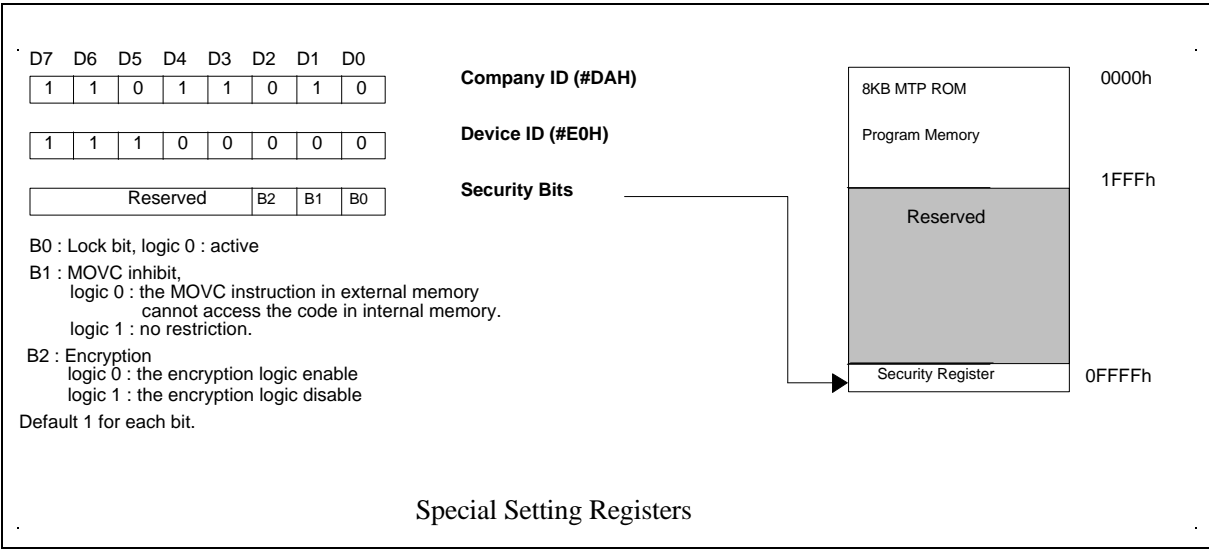 D7 D6 D5 D4 D3 D2 D1 D0
1 1 0 1 1 0 1 0
Company ID (#DAH)
1 1 1 0 0 0 0 0
Device ID (#E0H)
Reserved B2 B1 B0
Security Bits
B0 : Lock bit, logic 0 : active
B1 : MOVC inhibit,
logic 0 : the MOVC instruction in external memory
cannot access the code in internal memory.
logic 1 : no restriction.
B2 : Encryption
logic 0 : the encryption logic enable
logic 1 : the encryption logic disable
Default 1 for each bit.
8KB MTP ROM
Program Memory
0000h
1FFFh
Reserved
Security Register
0FFFFh
Special Setting Registers